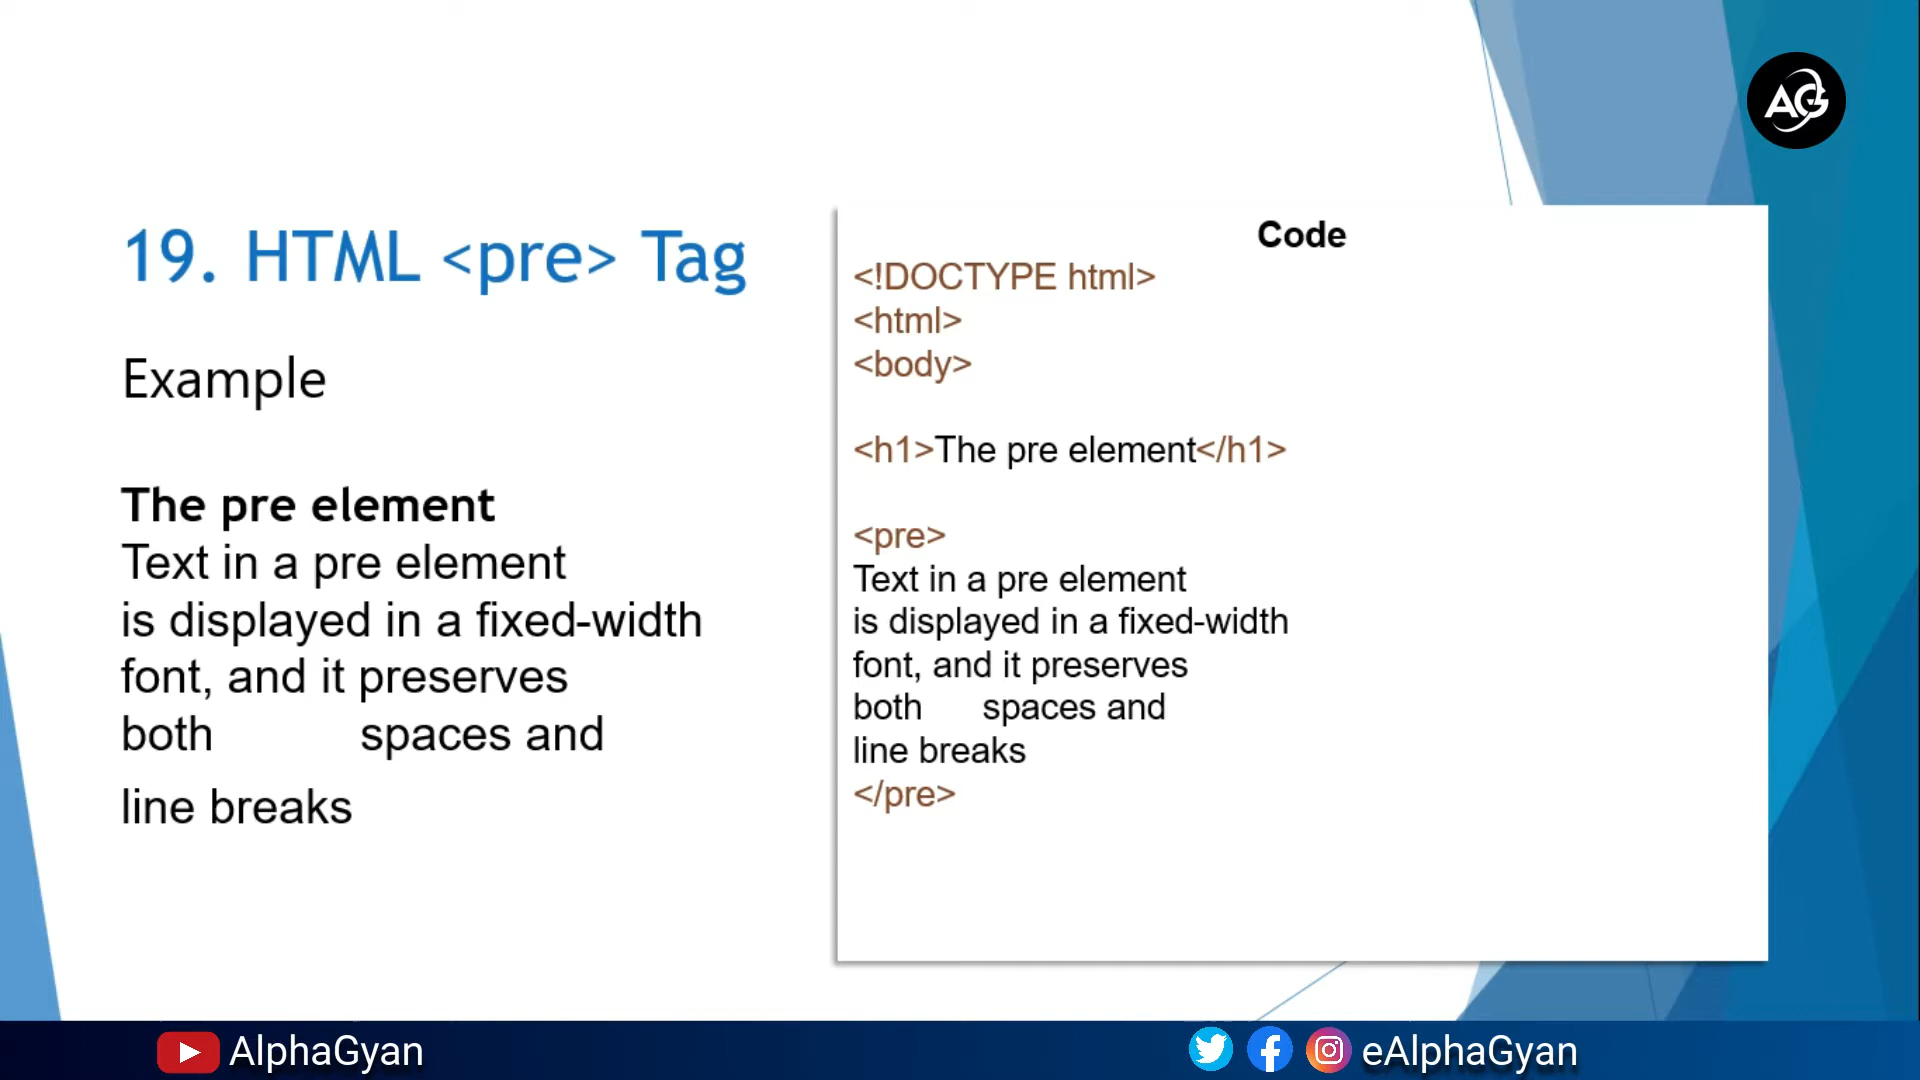 AG
19. HTML <pre> Tag
Example
The pre element
Text in a pre element
is displayed in a fixed-width
font, and it preserves
both          spaces and
line breaks
Code
<!DOCTYPE html>
<html>
<body>
<h1>The pre element</h1>
<pre>
Text in a pre element
is displayed in a fixed-width
font, and it preserves
both      spaces and
line breaks
</pre>
AlphaGyan
eAlphaGyan